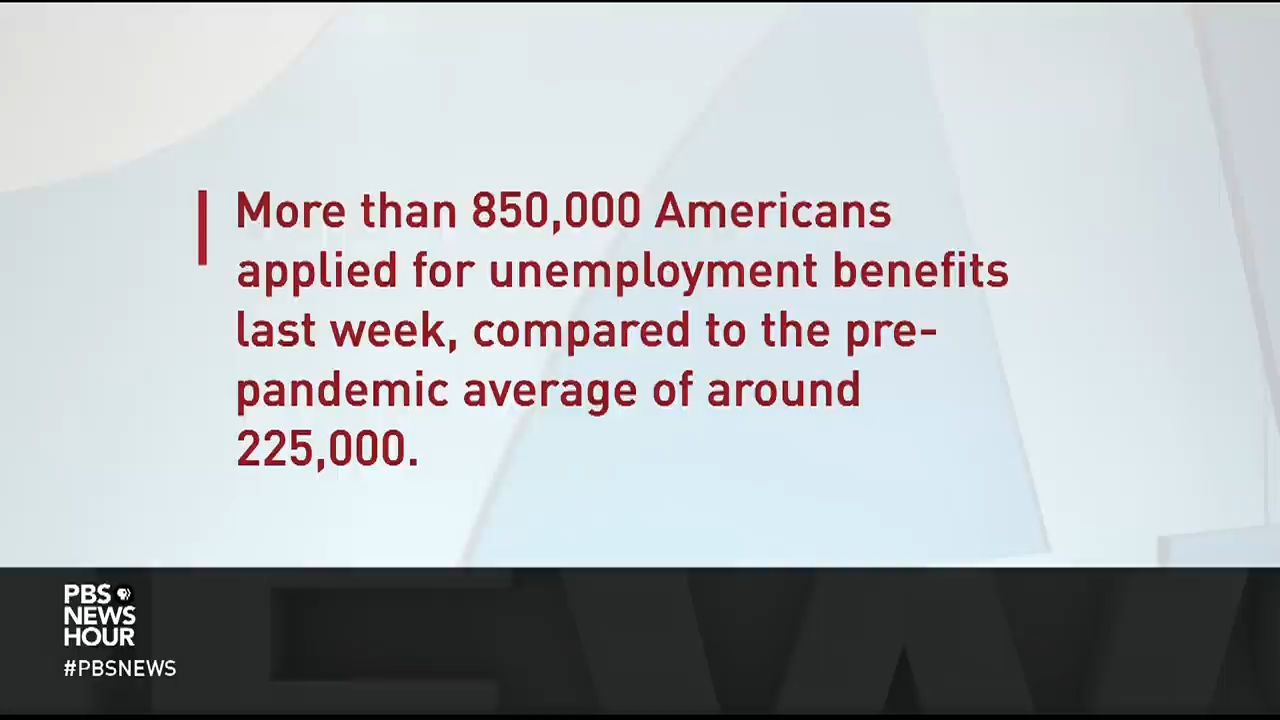 More than 850,000 Americans
applied for unemployment benefits
last week, compared to the pre-
pandemic average of around
225,000.
PBS
NEWS
HOUR
#PBSNEWS